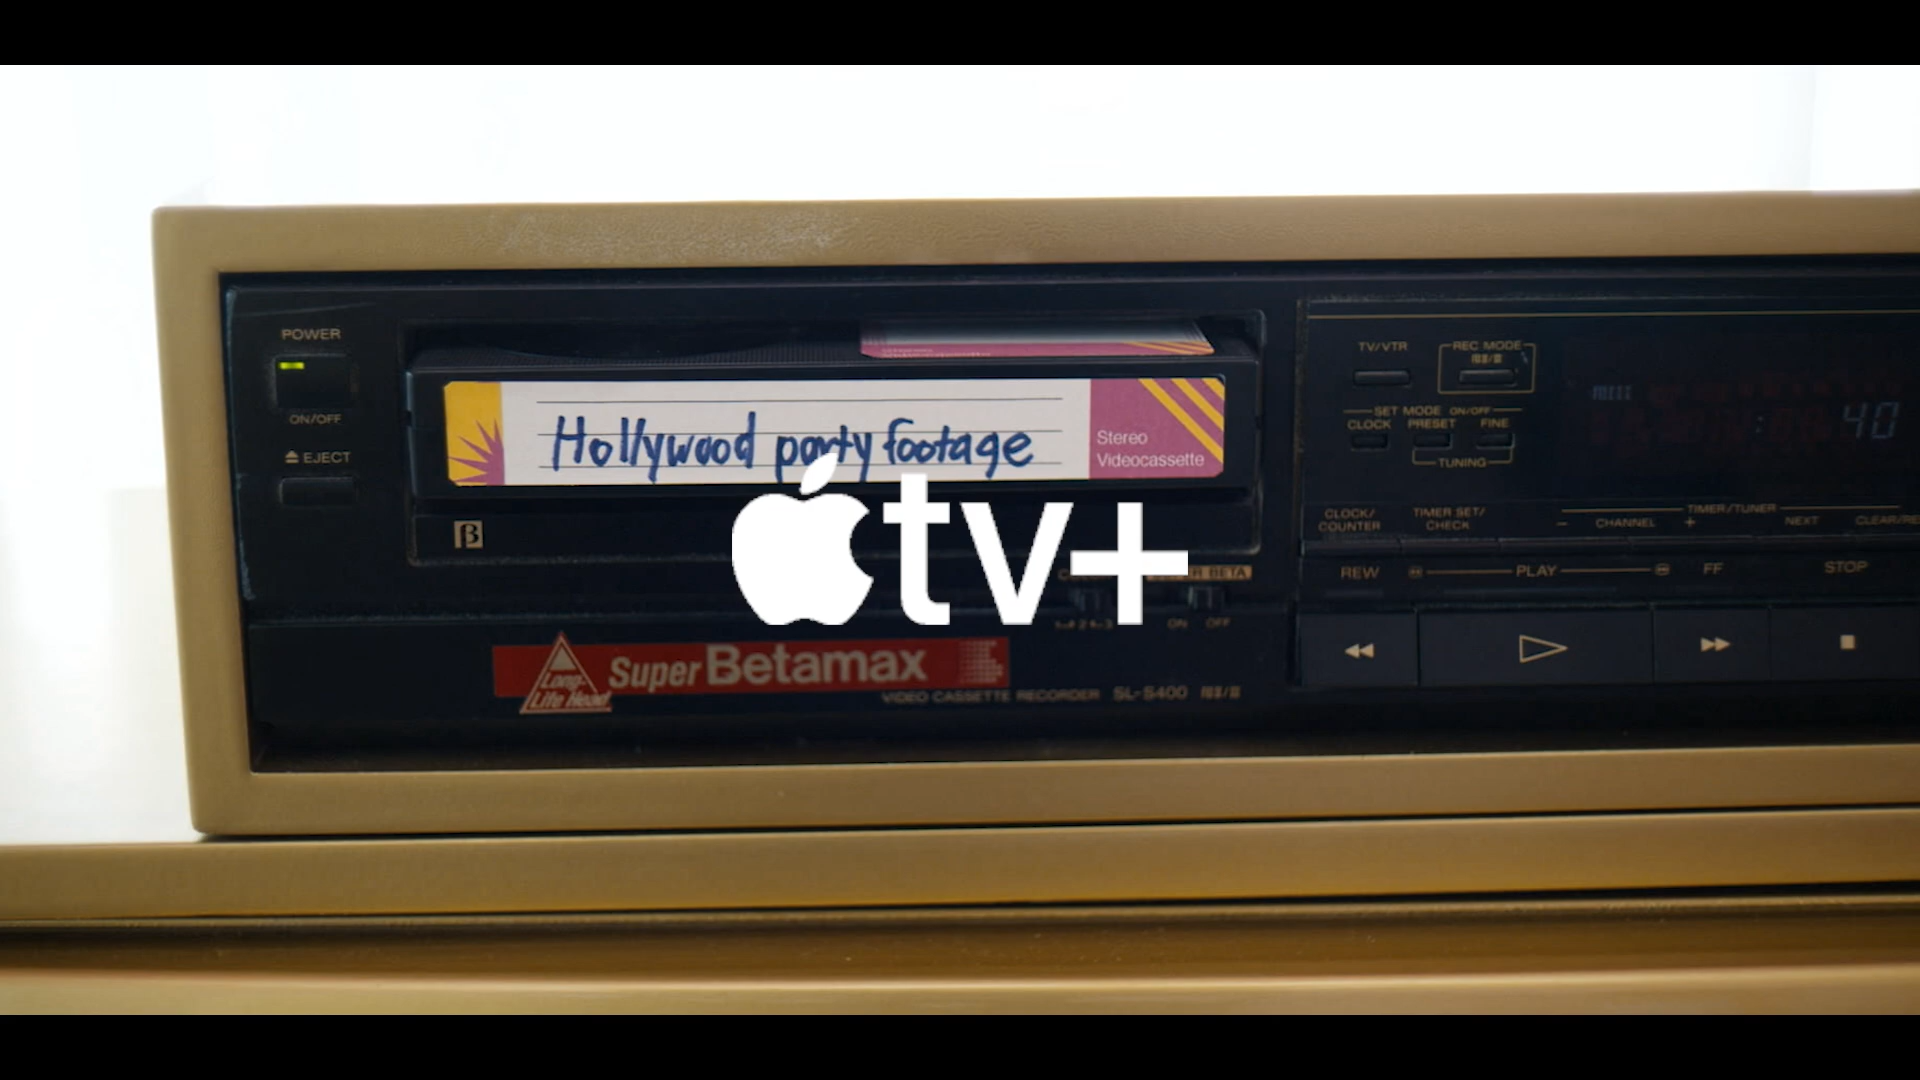 POWER
ON/OFF
EJECT
Hollywood party footage
Stereo
Videocassette
β
tv+
Super Betamax
Long-
Life Head
VIDEO CASSETTE RECORDER SL-S400
ON OFF
TV/VTR
REC MODE
SET MODE ON/OFF
CLOCK PRESET FINE
TUNING
40
CLOCK/
COUNTER
TIMER SET/
CHECK
TIMER/TUNER
- CHANNEL + NEXT
REW PLAY FF STOP